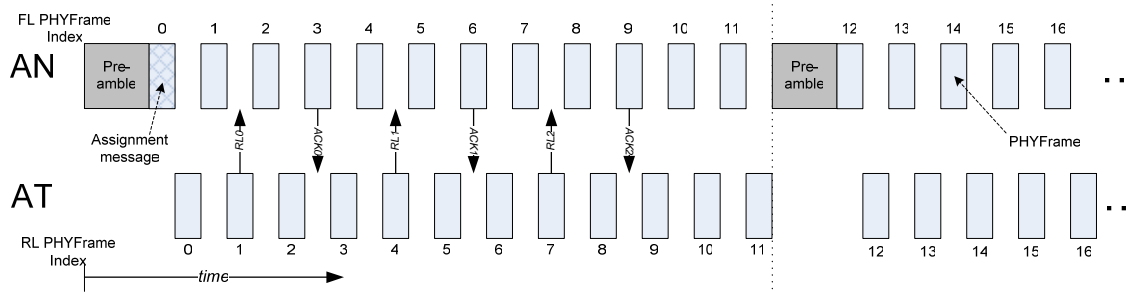 FL PHYFrame
Index
0 1 2 3 4 5 6 7 8 9 10 11 12 13 14 15 16
AN
Pre-
amble
Pre-
amble
. .
Assignment
message
RL0
ACK0
RL1
ACK1
RL2
ACK2
PHYFrame
AT
. .
RL PHYFrame
Index
0 1 2 3 4 5 6 7 8 9 10 11 12 13 14 15 16
time